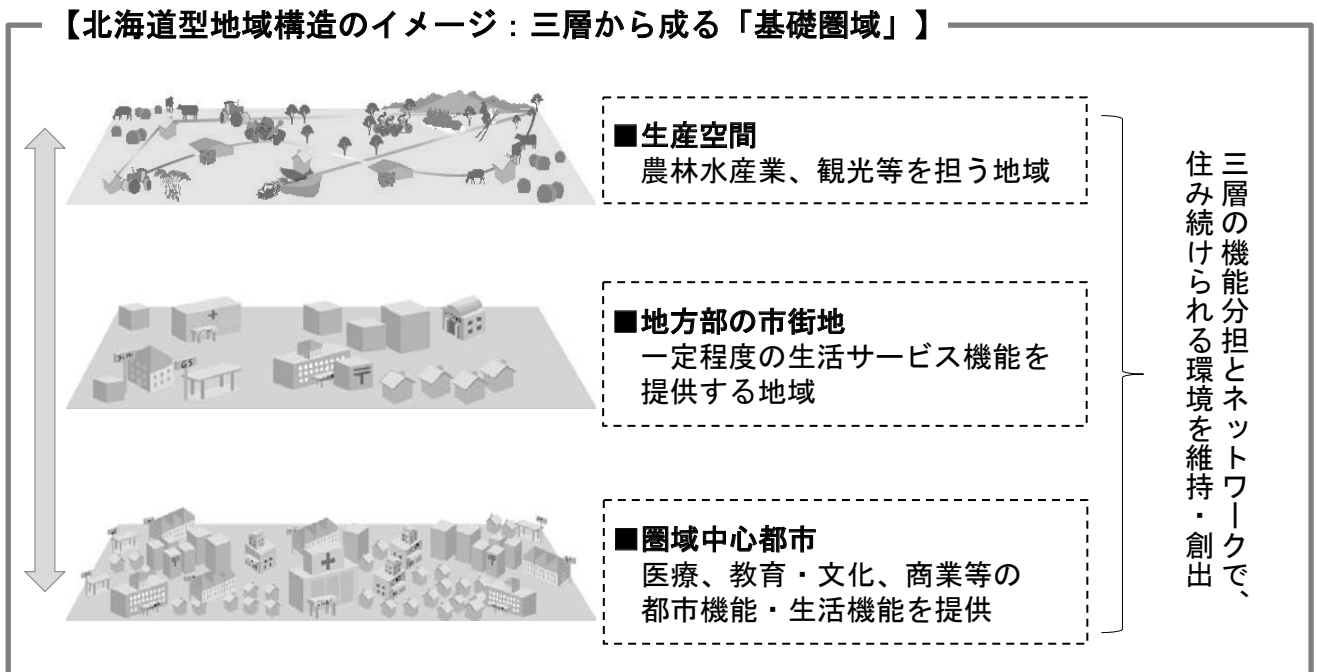 【北海道型地域構造のイメージ：三層から成る「基礎圏域」】
■生産空間
農林水産業、観光等を担う地域
■地方部の市街地
一定程度の生活サービス機能を
提供する地域
GS
〒
■圏域中心都市
医療、教育・文化、商業等の
都市機能・生活機能を提供
三層の機能分担とネットワークで、
住み続けられる環境を維持・創出